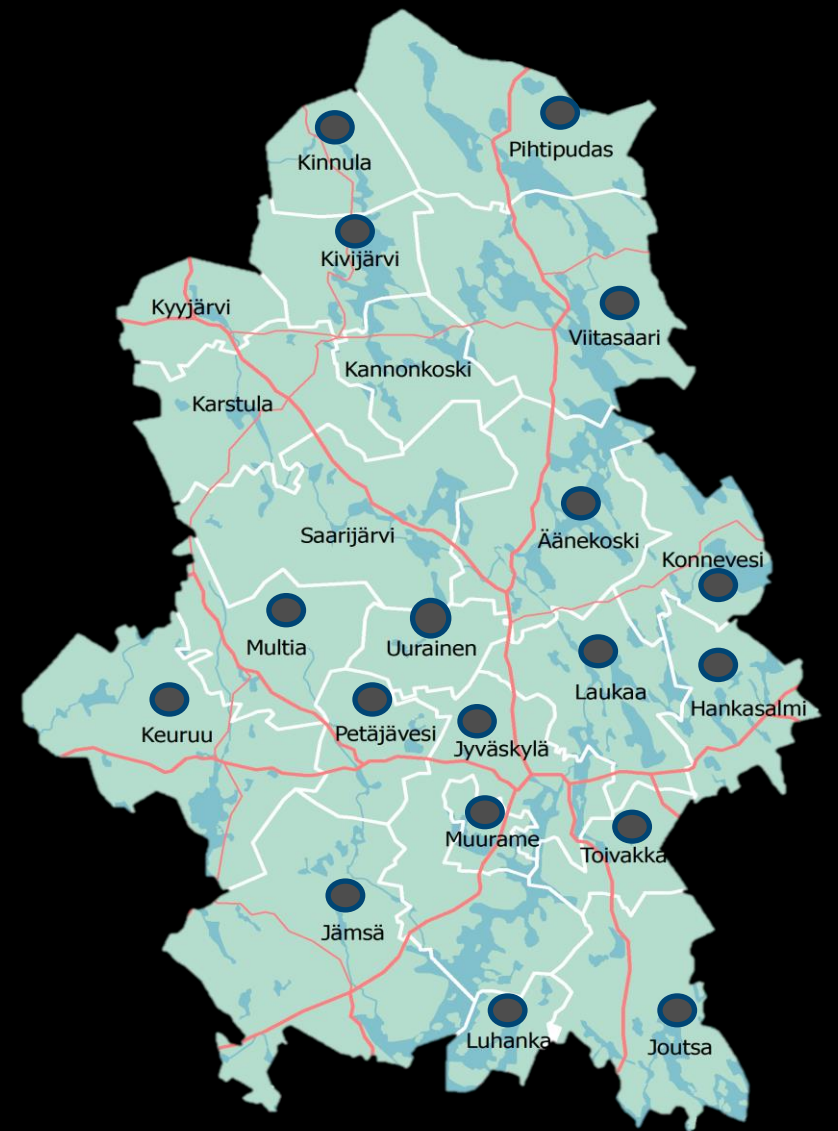 Pihtipudas
Kinnula
Kivijärvi
Kyyjärvi
Viitasaari
Kannonkoski
Karstula
Saarijärvi
Äänekoski
Konnevesi
Multia
Uurainen
Laukaa
Hankasalmi
Keuruu
Petäjävesi
Jyväskylä
Muurame
Toivakka
Jämsä
Luhanka
Joutsa